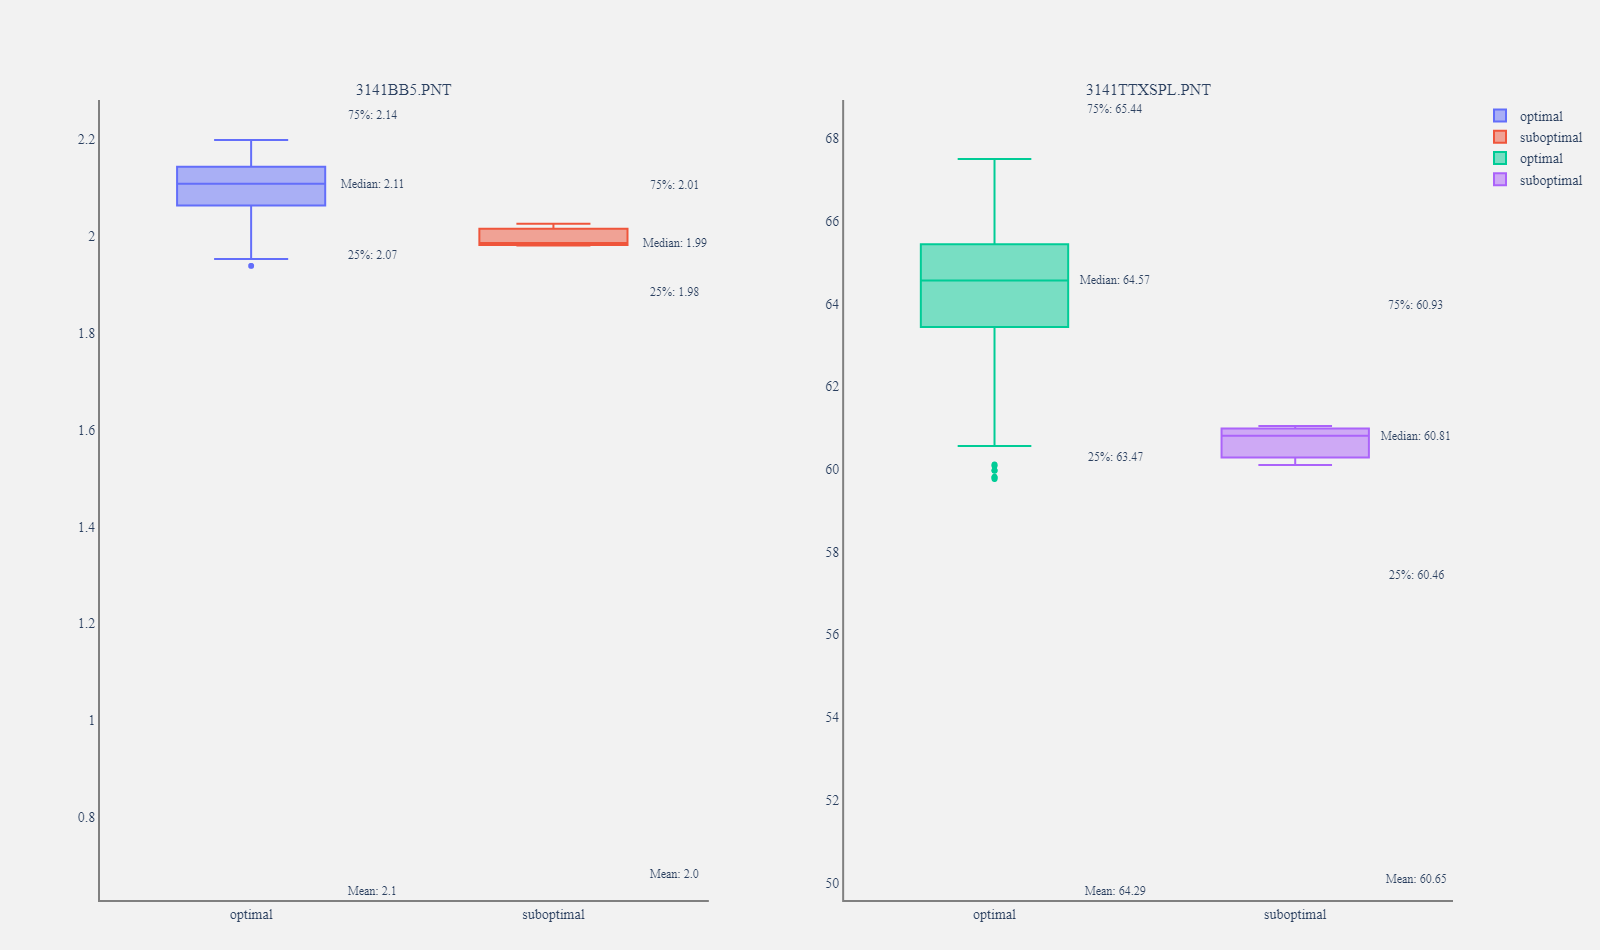 3141BB5.PNT
75%: 2.14
2.2
Median: 2.11
75%: 2.01
2
Median: 1.99
25%: 2.07
25%: 1.98
1.8
1.6
1.4
1.2
1
0.8
Mean: 2.0
Mean: 2.1
optimal
suboptimal
3141TTXSPL.PNT
75%: 65.44
68
66
Median: 64.57
64
75%: 60.93
62
Median: 60.81
25%: 63.47
60
25%: 60.46
58
56
54
52
50
Mean: 60.65
Mean: 64.29
optimal
suboptimal
optimal
suboptimal
optimal
suboptimal